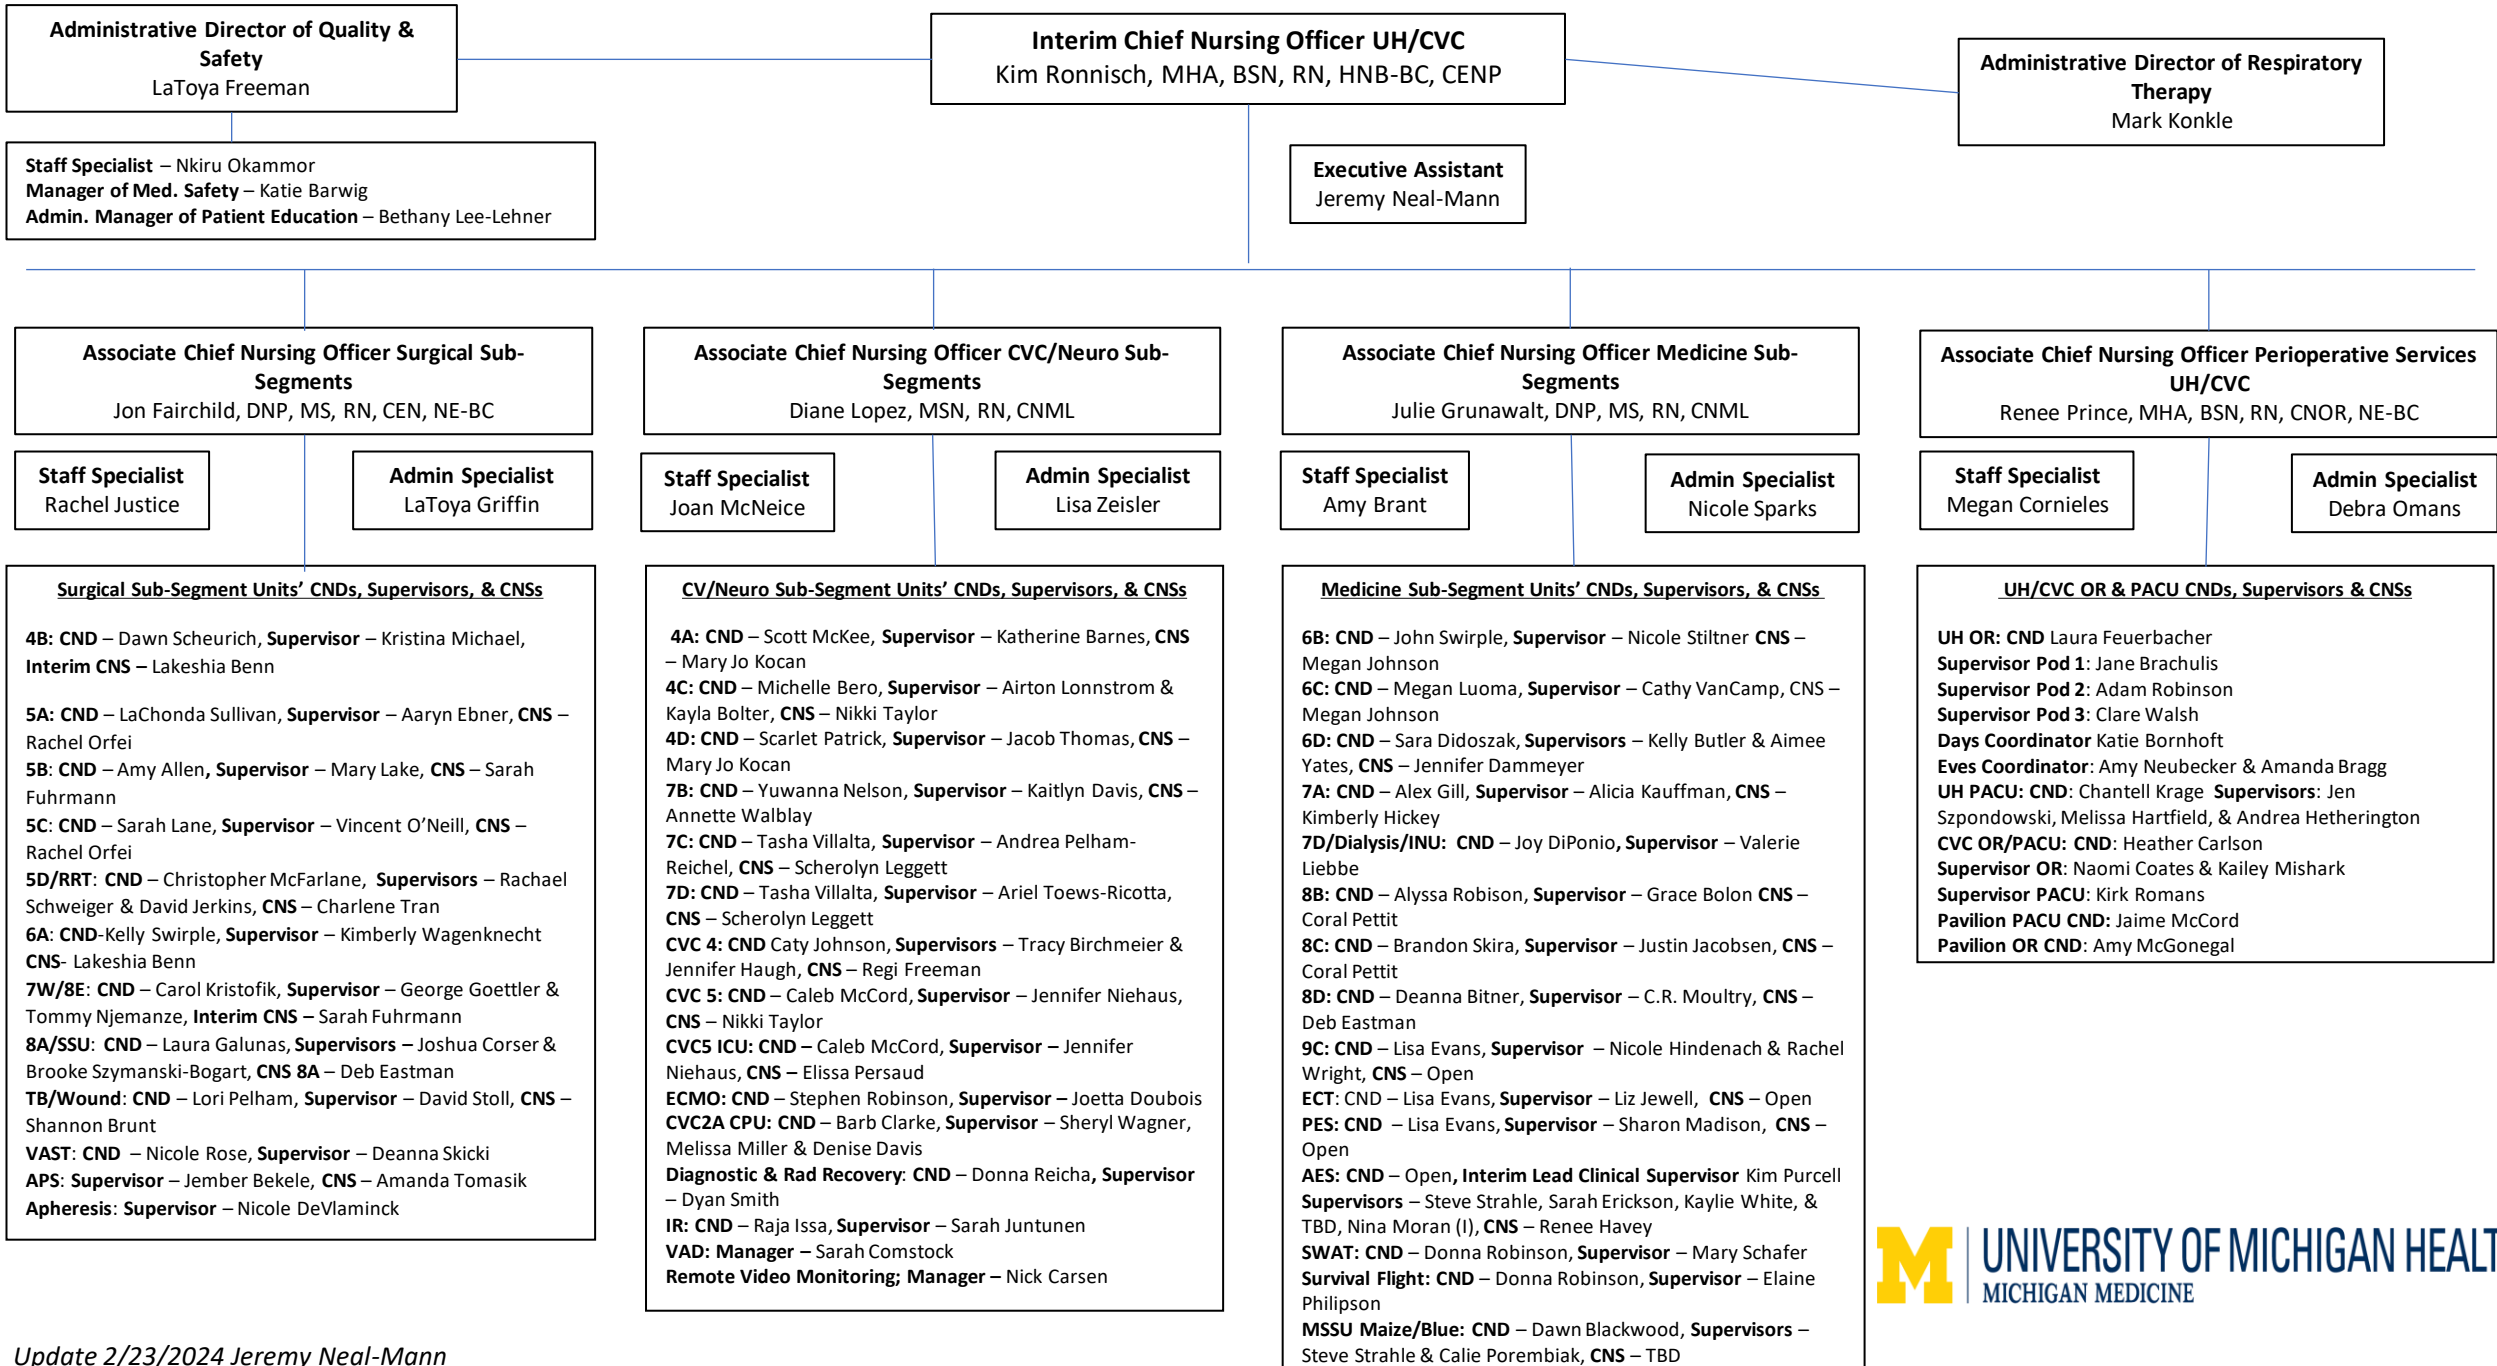 Administrative Director of Quality &
Safety
LaToya Freeman
Interim Chief Nursing Officer UH/CVC
Kim Ronnisch, MHA, BSN, RN, HNB-BC, CENP
Administrative Director of Respiratory
Therapy
Mark Konkle
Staff Specialist – Nkiru Okammor
Manager of Med. Safety – Katie Barwig
Admin. Manager of Patient Education – Bethany Lee-Lehner
Executive Assistant
Jeremy Neal-Mann
Associate Chief Nursing Officer Surgical Sub-
Segments
Jon Fairchild, DNP, MS, RN, CEN, NE-BC
Associate Chief Nursing Officer CVC/Neuro Sub-
Segments
Diane Lopez, MSN, RN, CNML
Associate Chief Nursing Officer Medicine Sub-
Segments
Julie Grunawalt, DNP, MS, RN, CNML
Associate Chief Nursing Officer Perioperative Services
UH/CVC
Renee Prince, MHA, BSN, RN, CNOR, NE-BC
Staff Specialist
Rachel Justice
Admin Specialist
LaToya Griffin
Staff Specialist
Joan McNeice
Admin Specialist
Lisa Zeisler
Staff Specialist
Amy Brant
Admin Specialist
Nicole Sparks
Staff Specialist
Megan Cornieles
Admin Specialist
Debra Omans
Surgical Sub-Segment Units’ CNDs, Supervisors, & CNSs
4B: CND – Dawn Scheurich, Supervisor – Kristina Michael,
Interim CNS – Lakeshia Benn
5A: CND – LaChonda Sullivan, Supervisor – Aaryn Ebner, CNS –
Rachel Orfei
5B: CND – Amy Allen, Supervisor – Mary Lake, CNS – Sarah
Fuhrmann
5C: CND – Sarah Lane, Supervisor – Vincent O’Neill, CNS –
Rachel Orfei
5D/RRT: CND – Christopher McFarlane, Supervisors – Rachael
Schweiger & David Jerkins, CNS – Charlene Tran
6A: CND-Kelly Swirple, Supervisor – Kimberly Wagenknecht
CNS- Lakeshia Benn
7W/8E: CND – Carol Kristofik, Supervisor – George Goettler &
Tommy Njemanze, Interim CNS – Sarah Fuhrmann
8A/SSU: CND – Laura Galunas, Supervisors – Joshua Corser &
Brooke Szymanski-Bogart, CNS 8A – Deb Eastman
TB/Wound: CND – Lori Pelham, Supervisor – David Stoll, CNS –
Shannon Brunt
VAST: CND – Nicole Rose, Supervisor – Deanna Skicki
APS: Supervisor – Jember Bekele, CNS – Amanda Tomasik
Apheresis: Supervisor – Nicole DeVlaminck
CV/Neuro Sub-Segment Units’ CNDs, Supervisors, & CNSs
4A: CND – Scott McKee, Supervisor – Katherine Barnes, CNS
– Mary Jo Kocan
4C: CND – Michelle Bero, Supervisor – Airton Lonnstrom &
Kayla Bolter, CNS – Nikki Taylor
4D: CND – Scarlet Patrick, Supervisor – Jacob Thomas, CNS –
Mary Jo Kocan
7B: CND – Yuwanna Nelson, Supervisor – Kaitlyn Davis, CNS –
Annette Walblay
7C: CND – Tasha Villalta, Supervisor – Andrea Pelham-
Reichel, CNS – Scherolyn Leggett
7D: CND – Tasha Villalta, Supervisor – Ariel Toews-Ricotta,
CNS – Scherolyn Leggett
CVC 4: CND Caty Johnson, Supervisors – Tracy Birchmeier &
Jennifer Haugh, CNS – Regi Freeman
CVC 5: CND – Caleb McCord, Supervisor – Jennifer Niehaus,
CNS – Nikki Taylor
CVC5 ICU: CND – Caleb McCord, Supervisor – Jennifer
Niehaus, CNS – Elissa Persaud
ECMO: CND – Stephen Robinson, Supervisor – Joetta Doubois
CVC2A CPU: CND – Barb Clarke, Supervisor – Sheryl Wagner,
Melissa Miller & Denise Davis
Diagnostic & Rad Recovery: CND – Donna Reicha, Supervisor
– Dyan Smith
IR: CND – Raja Issa, Supervisor – Sarah Juntunen
VAD: Manager – Sarah Comstock
Remote Video Monitoring; Manager – Nick Carsen
Medicine Sub-Segment Units’ CNDs, Supervisors, & CNSs
6B: CND – John Swirple, Supervisor – Nicole Stiltner CNS –
Megan Johnson
6C: CND – Megan Luoma, Supervisor – Cathy VanCamp, CNS –
Megan Johnson
6D: CND – Sara Didoszak, Supervisors – Kelly Butler & Aimee
Yates, CNS – Jennifer Dammeyer
7A: CND – Alex Gill, Supervisor – Alicia Kauffman, CNS –
Kimberly Hickey
7D/Dialysis/INU: CND – Joy DiPonio, Supervisor – Valerie
Liebbe
8B: CND – Alyssa Robison, Supervisor – Grace Bolon CNS –
Coral Pettit
8C: CND – Brandon Skira, Supervisor – Justin Jacobsen, CNS –
Coral Pettit
8D: CND – Deanna Bitner, Supervisor – C.R. Moultry, CNS –
Deb Eastman
9C: CND – Lisa Evans, Supervisor – Nicole Hindenach & Rachel
Wright, CNS – Open
ECT: CND – Lisa Evans, Supervisor – Liz Jewell, CNS – Open
PES: CND – Lisa Evans, Supervisor – Sharon Madison, CNS –
Open
AES: CND – Open, Interim Lead Clinical Supervisor Kim Purcell
Supervisors – Steve Strahle, Sarah Erickson, Kaylie White, &
TBD, Nina Moran (I), CNS – Renee Havey
SWAT: CND – Donna Robinson, Supervisor – Mary Schafer
Survival Flight: CND – Donna Robinson, Supervisor – Elaine
Philipson
MSSU Maize/Blue: CND – Dawn Blackwood, Supervisors –
Steve Strahle & Calie Porembiak, CNS – TBD
UH/CVC OR & PACU CNDs, Supervisors & CNSs
UH OR: CND Laura Feuerbacher
Supervisor Pod 1: Jane Brachulis
Supervisor Pod 2: Adam Robinson
Supervisor Pod 3: Clare Walsh
Days Coordinator Katie Bornhoft
Eves Coordinator: Amy Neubecker & Amanda Bragg
UH PACU: CND: Chantell Krage Supervisors: Jen
Szpondowski, Melissa Hartfield, & Andrea Hetherington
CVC OR/PACU: CND: Heather Carlson
Supervisor OR: Naomi Coates & Kailey Mishark
Supervisor PACU: Kirk Romans
Pavilion PACU CND: Jaime McCord
Pavilion OR CND: Amy McGonegal
M UNIVERSITY OF MICHIGAN HEALT
MICHIGAN MEDICINE
Update 2/23/2024 Jeremy Neal-Mann